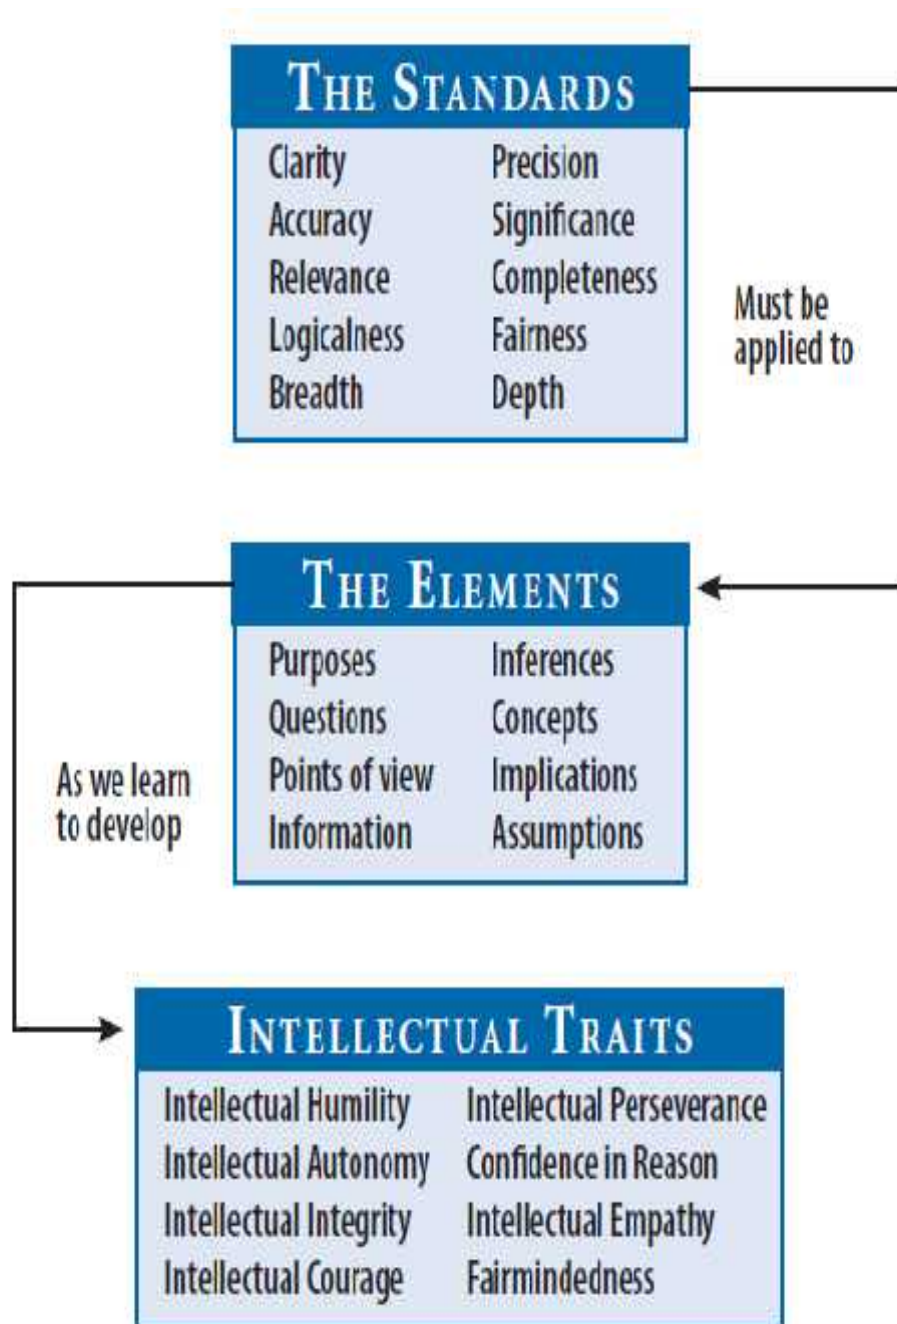 THE STANDARDS
Clarity Precision
Accuracy Significance
Relevance Completeness
Logicalness Fairness
Breadth Depth
Must be
applied to
THE ELEMENTS
Purposes Inferences
Questions Concepts
Points of view Implications
Information Assumptions
As we learn
to develop
INTELLECTUAL TRAITS
Intellectual Humility Intellectual Perseverance
Intellectual Autonomy Confidence in Reason
Intellectual Integrity Intellectual Empathy
Intellectual Courage Fairmindedness